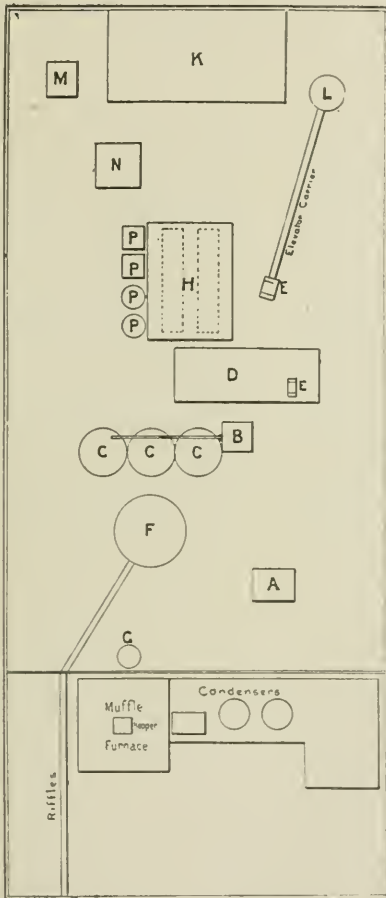 K
M
L
N
Elevator Carrier
P
P
H
E
P
P
D
E
B
C
C
C
F
A
G
Condensers
Muffle
hopper
Furnace
Riffles